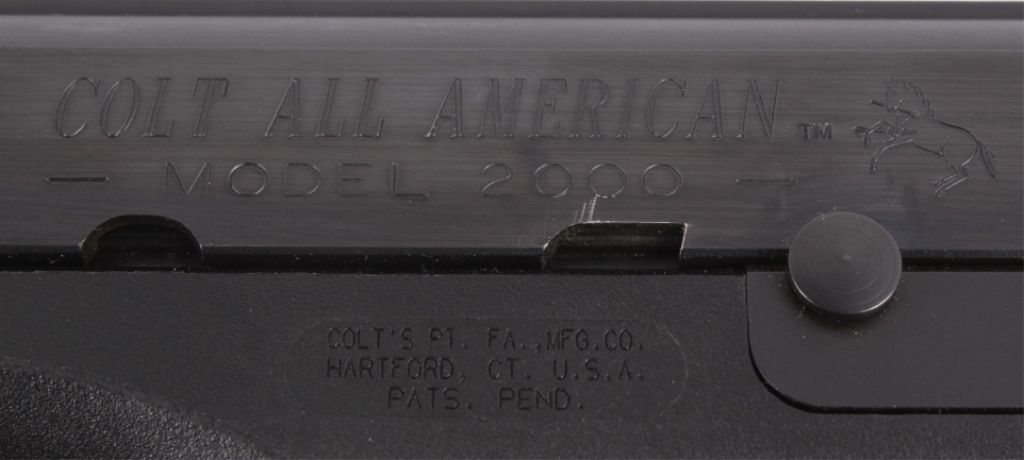 COLT ALL AMERICAN ™
— MODEL 2000 —
COLT'S PT. FA.,MFG.CO.
HARTFORD, CT. U.S.A.
PATS. PEND.